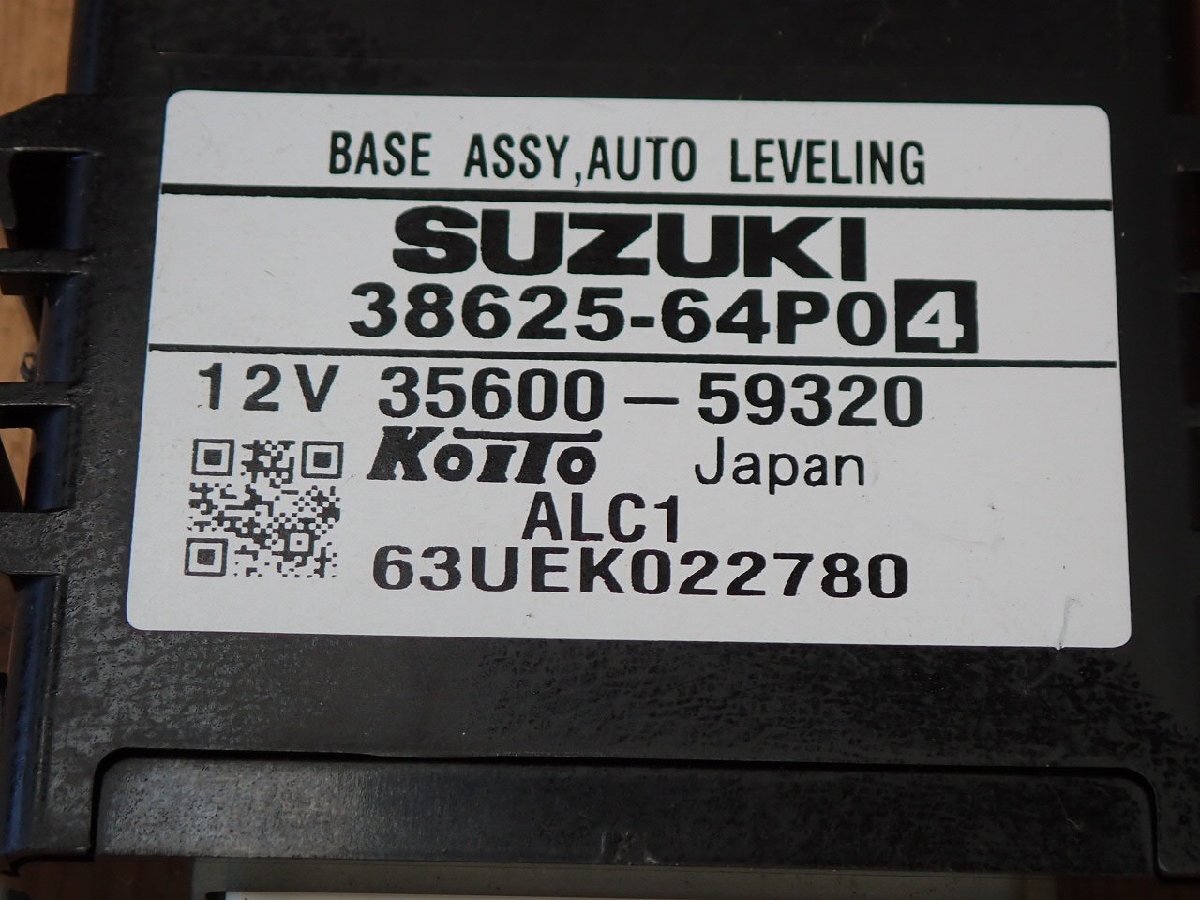 BASE ASSY,AUTO LEVELING
SUZUKI
38625-64P04
12V 35600-59320
KOITO Japan
ALC1
63UEK022780